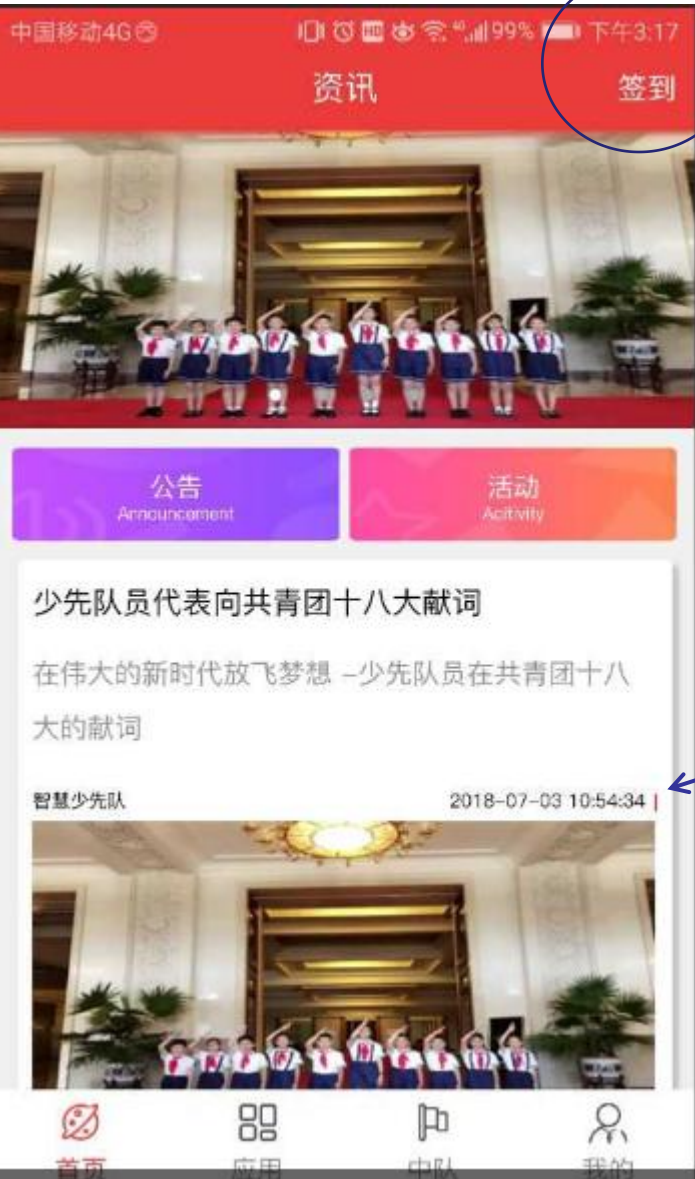 中国移动4G HD 4G 99% 下午3:17
资讯
签到
公告
Announcement
活动
Acitivity
少先队员代表向共青团十八大献词
在伟大的新时代放飞梦想 –少先队员在共青团十八
大的献词
智慧少先队
2018-07-03 10:54:34
首页
应用
中队
我的